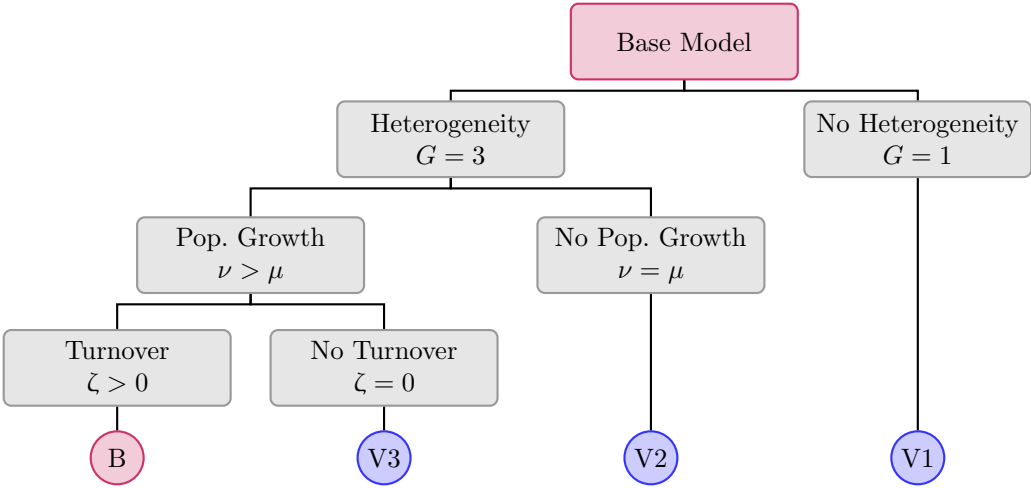 Base Model
Heterogeneity
G = 3
No Heterogeneity
G = 1
Pop. Growth
ν > μ
No Pop. Growth
ν = μ
Turnover
ζ > 0
No Turnover
ζ = 0
B
V3
V2
V1